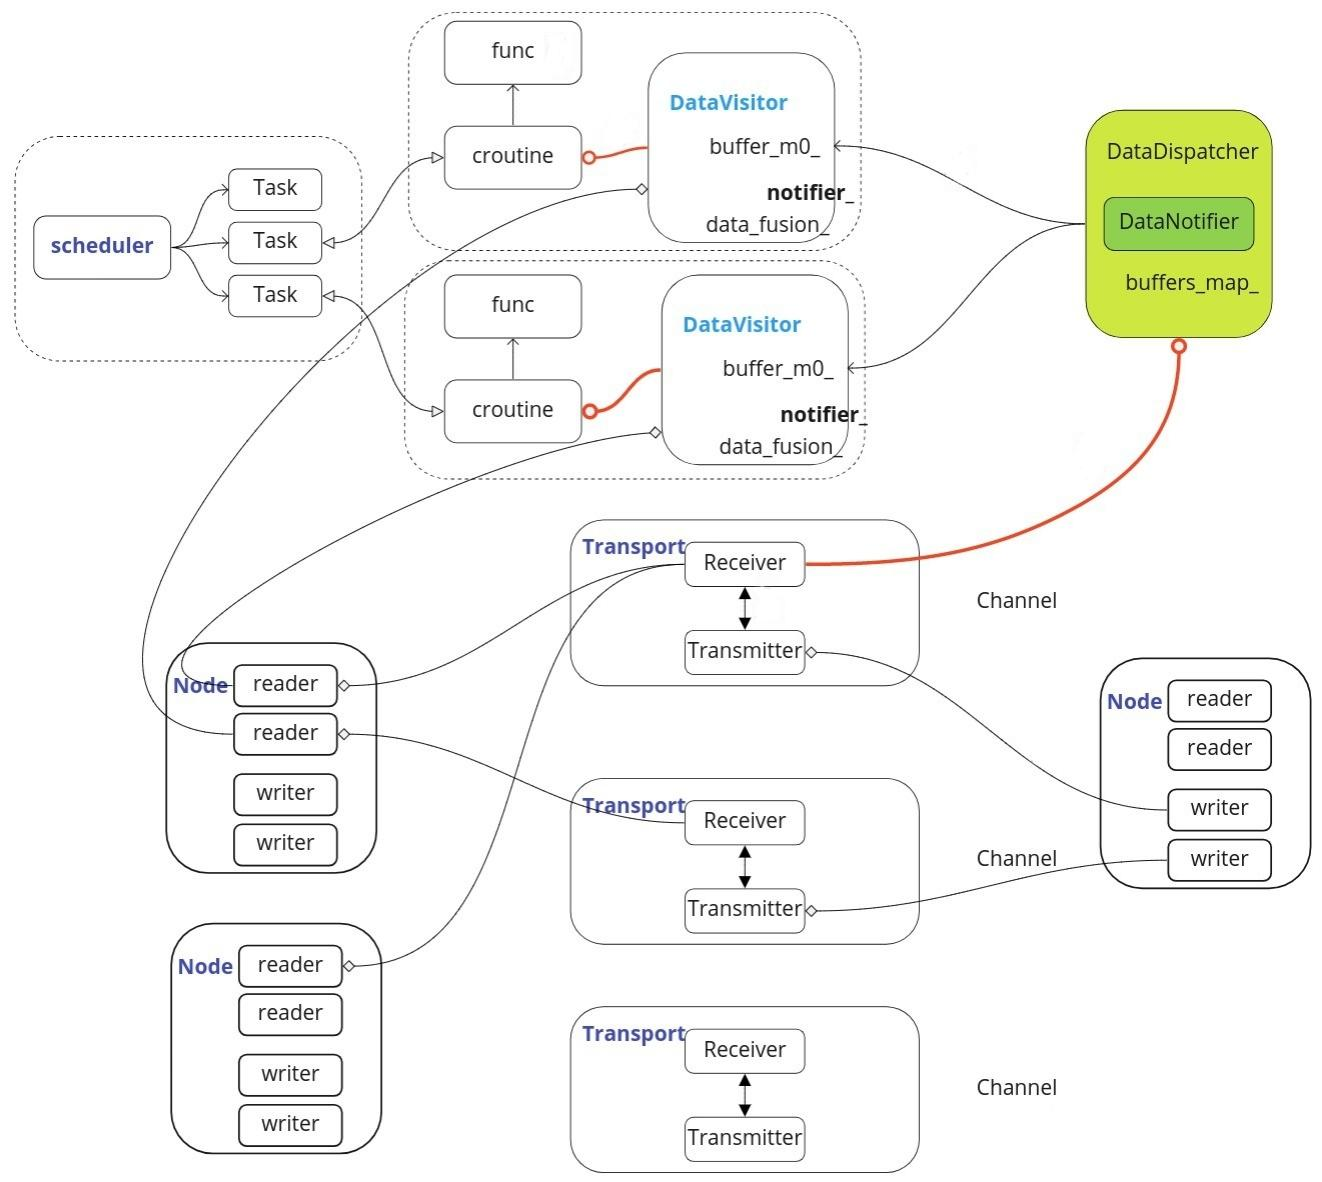 func
croutine
DataVisitor
buffer_m0_
notifier_
data_fusion_
scheduler
Task
Task
Task
func
croutine
DataVisitor
buffer_m0_
notifier_
data_fusion_
DataDispatcher
DataNotifier
buffers_map_
Transport
Receiver
Transmitter
Channel
Node
reader
reader
writer
writer
Transport
Receiver
Transmitter
Channel
Node
reader
reader
writer
writer
Node
reader
reader
writer
writer
Transport
Receiver
Transmitter
Channel